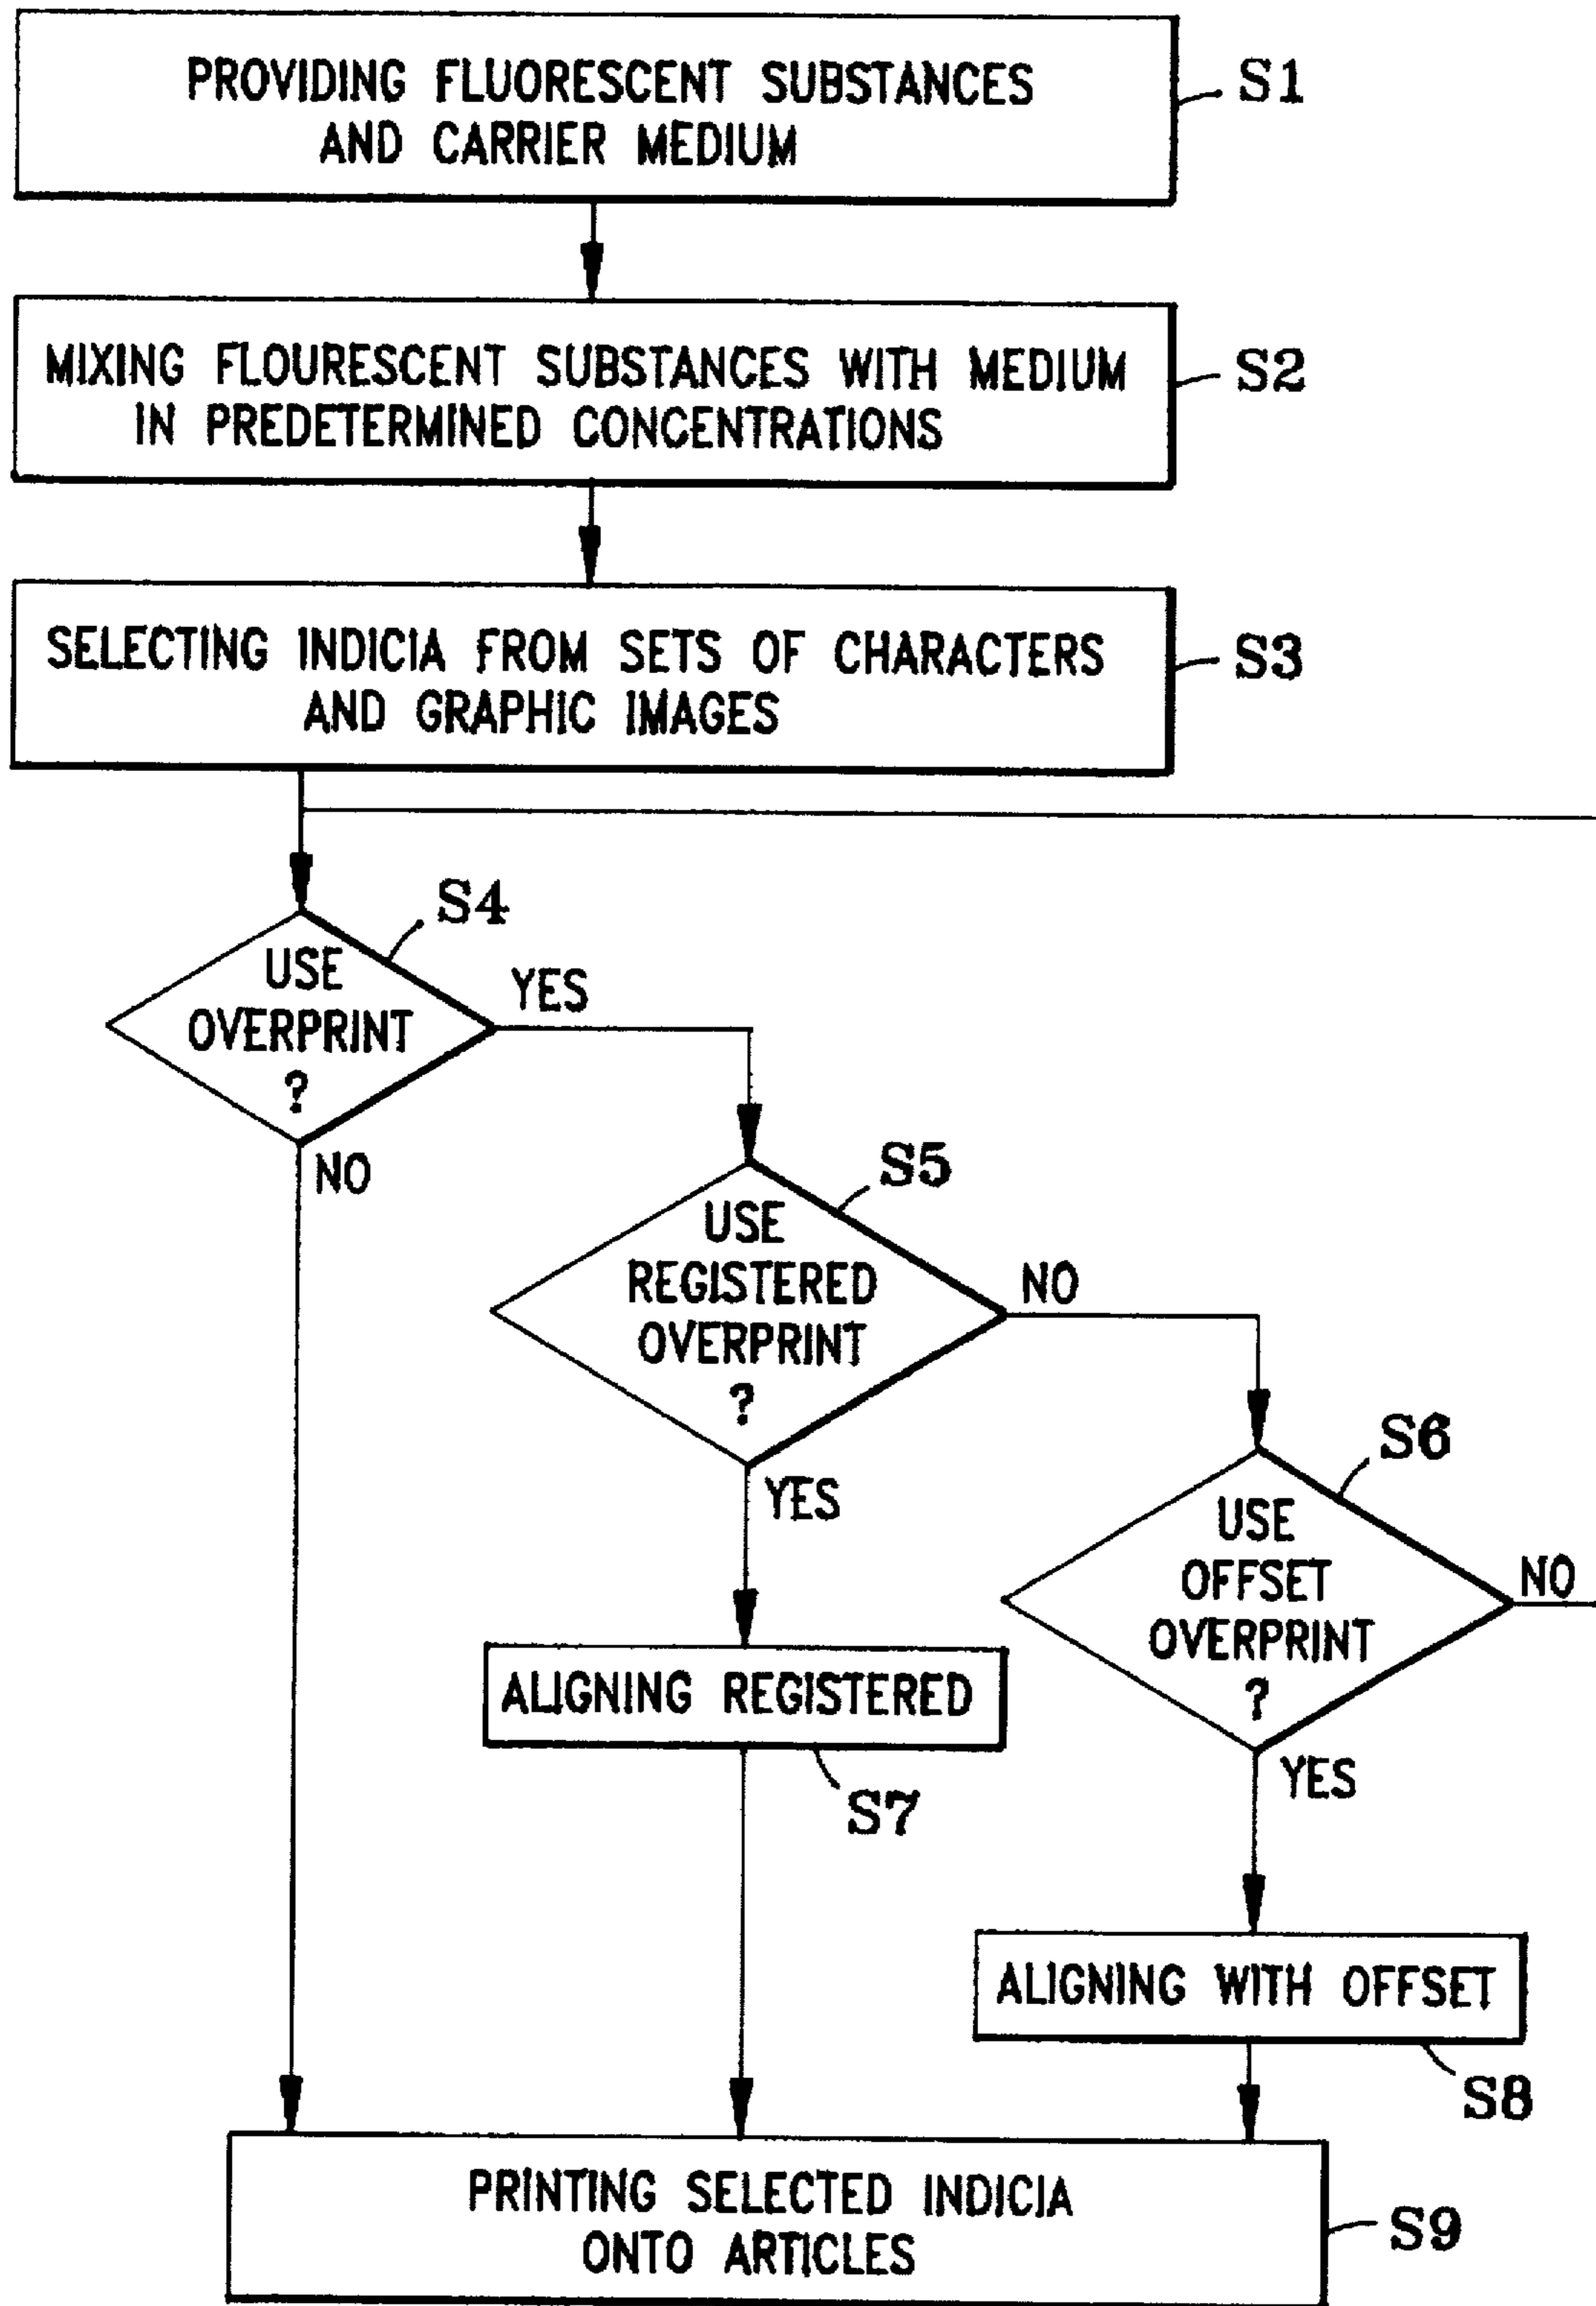 PROVIDING FLUORESCENT SUBSTANCES
AND CARRIER MEDIUM
S1
MIXING FLOURESCENT SUBSTANCES WITH MEDIUM
IN PREDETERMINED CONCENTRATIONS
S2
SELECTING INDICIA FROM SETS OF CHARACTERS
AND GRAPHIC IMAGES
S3
S4
USE
OVERPRINT
?
YES
NO
S5
USE
REGISTERED
OVERPRINT
?
NO
YES
S6
USE
OFFSET
OVERPRINT
?
NO
YES
ALIGNING REGISTERED
S7
ALIGNING WITH OFFSET
S8
PRINTING SELECTED INDICIA
ONTO ARTICLES
S9